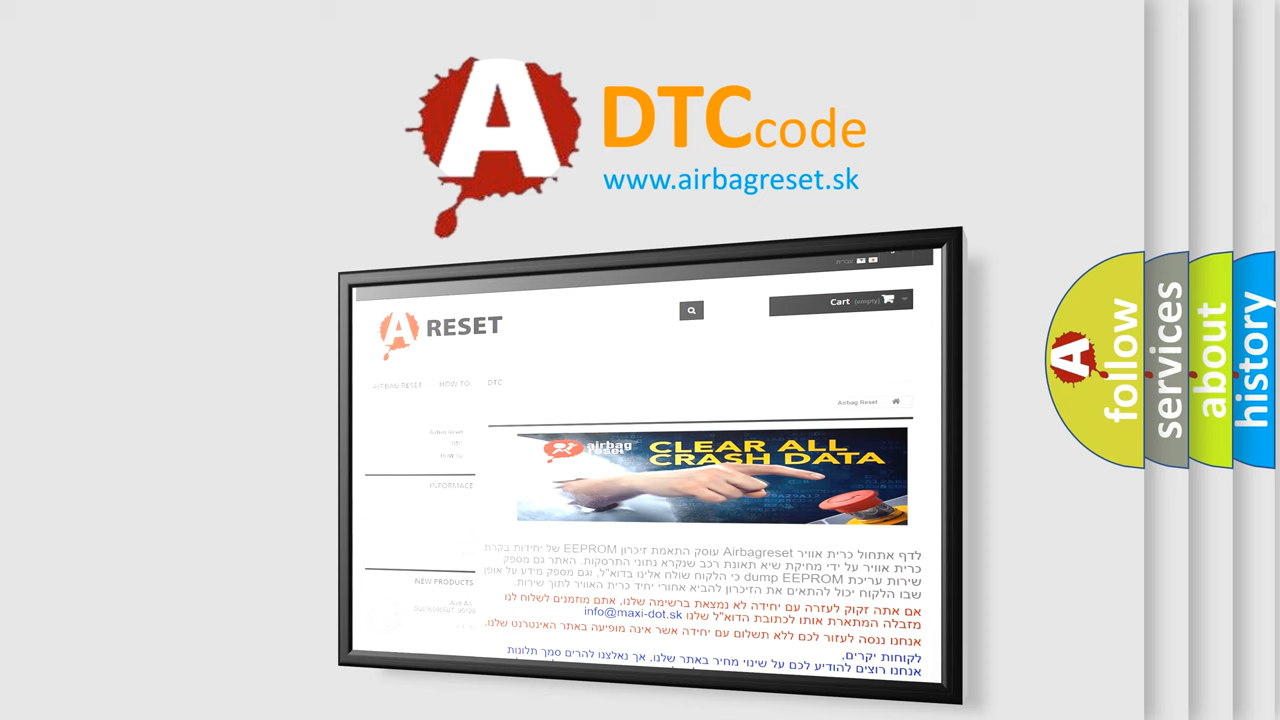 A
DTCcode
www.airbagreset.sk
עברית
Cart (empty)
A RESET
AIRBAG RESET HOW TO DTC
Airbag Reset
Airbag Reset
DTC
HOW TO
airbag
reset
CLEAR ALL
CRASH DATA
INFORMACE
לדף אתחול כרית אוויר Airbagreset עוסק התאמת זיכרון EEPROM של יחידות בקרת
כרית אוויר על ידי מחיקת שיא תאונת רכב שנקרא נתוני התרסקות. האתר גם מספק
שירות עריכת dump EEPROM כי הלקוח שולח אלינו בדוא"ל, וגם מספק מידע על אופן
שבו הלקוח יכול להתאים את הזיכרון להביא אחורי יחיד כרית האוויר לתוך שירות.
NEW PRODUCTS
אם אתה זקוק לעזרה עם יחידה לא נמצאת ברשימה שלנו, אתם מוזמנים לשלוח לנו
מזבלה המתארת אותו לכתובת הדוא"ל שלנו info@maxi-dot.sk
אנחנו ננסה לעזור לכם ללא תשלום עם יחידה אשר אינה מופיעה באתר האינטרנט שלנו.
לקוחות יקרים,
אנחנו רוצים להודיע לכם על שינוי מחיר באתר שלנו, אך נאלצנו להרים סמך תלונות
A
follow
services
about
history